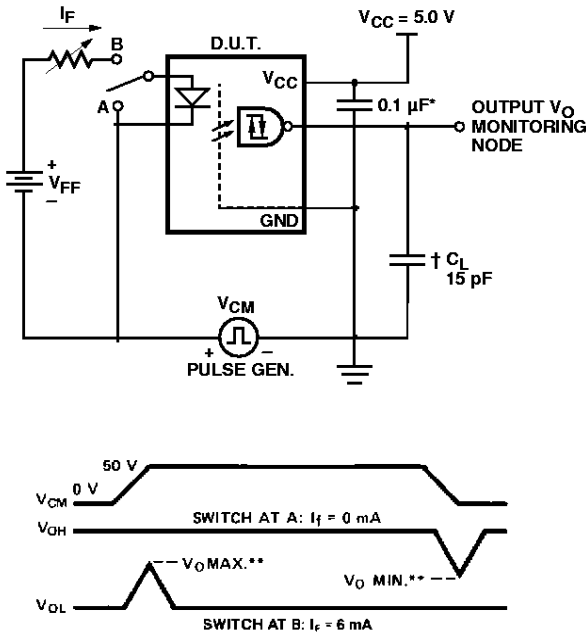 I_F
V_CC = 5.0 V
B
D.U.T.
V_CC
A
0.1 µF*
OUTPUT V_O
MONITORING
NODE
+
V_FF
–
GND
† C_L
15 pF
V_CM
+
–
PULSE GEN.
50 V
0 V
V_CM
SWITCH AT A: I_f = 0 mA
V_OH
V_O MAX.**
V_O MIN.**
V_OL
SWITCH AT B: I_F = 6 mA